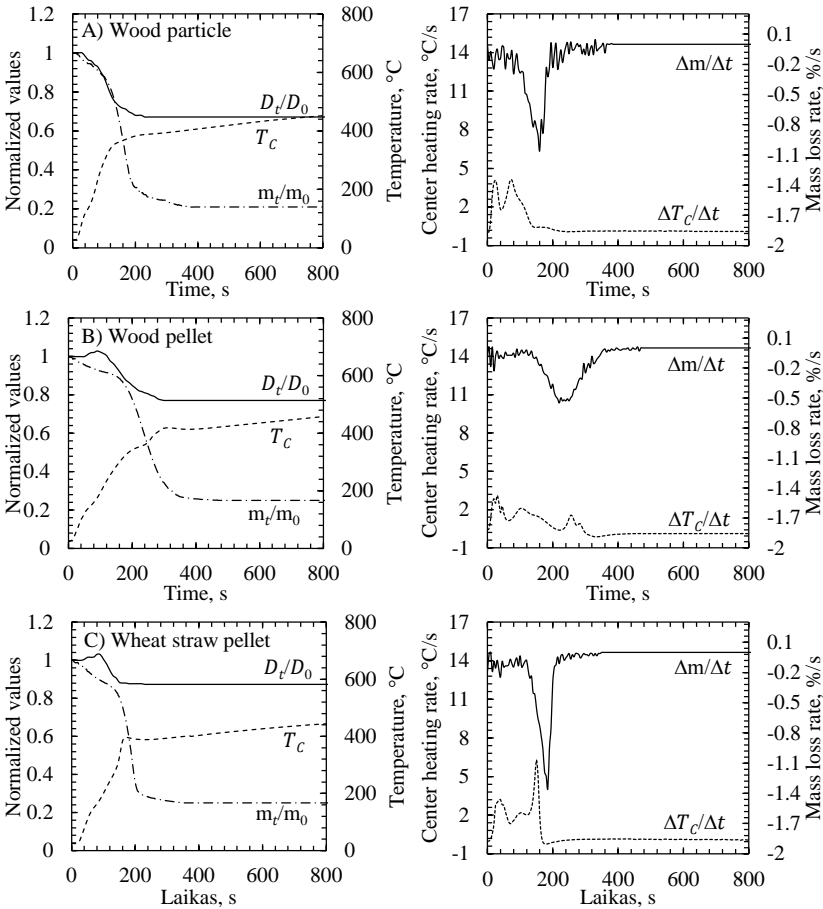 1.2
1
0.8
0.6
0.4
0.2
0
Normalized values
A) Wood particle
D_t/D_0
T_C
m_t/m_0
800
600
400
200
0
Temperature, °C
0 200 400 600 800
Time, s
17
14
11
8
5
2
-1
Center heating rate, °C/s
Δm/Δt
ΔT_C/Δt
0.1
-0.2
-0.5
-0.8
-1.1
-1.4
-1.7
-2
Mass loss rate, %/s
0 200 400 600 800
Time, s
1.2
1
0.8
0.6
0.4
0.2
0
Normalized values
B) Wood pellet
D_t/D_0
T_C
m_t/m_0
800
600
400
200
0
Temperature, °C
0 200 400 600 800
Time, s
17
14
11
8
5
2
-1
Center heating rate, °C/s
Δm/Δt
ΔT_C/Δt
0.1
-0.2
-0.5
-0.8
-1.1
-1.4
-1.7
-2
Mass loss rate, %/s
0 200 400 600 800
Time, s
1.2
1
0.8
0.6
0.4
0.2
0
Normalized values
C) Wheat straw pellet
D_t/D_0
T_C
m_t/m_0
800
600
400
200
0
Temperature, °C
0 200 400 600 800
Laikas, s
17
14
11
8
5
2
-1
Center heating rate, °C/s
Δm/Δt
ΔT_C/Δt
0.1
-0.2
-0.5
-0.8
-1.1
-1.4
-1.7
-2
Mass loss rate, %/s
0 200 400 600 800
Laikas, s